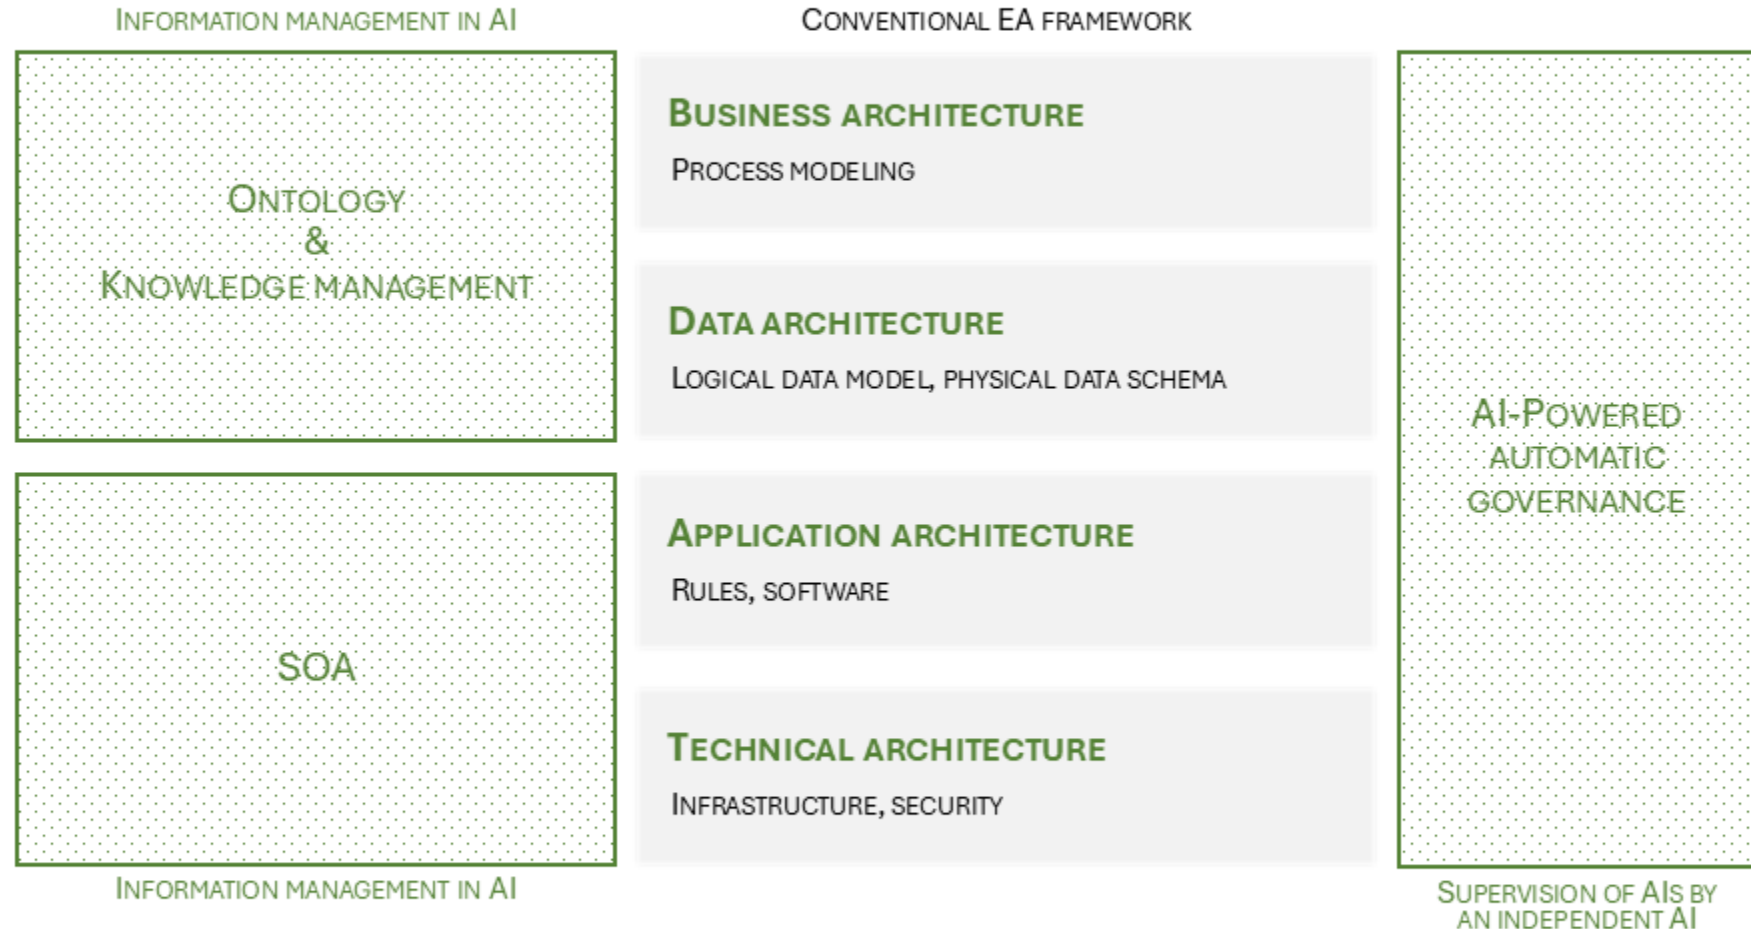 Information management in AI
Conventional EA framework
Ontology
&
Knowledge management
Business architecture
Process modeling
Data architecture
Logical data model, physical data schema
SOA
Application architecture
Rules, software
Technical architecture
Infrastructure, security
Information management in AI
AI-Powered
automatic
governance
Supervision of AIs by
an independent AI